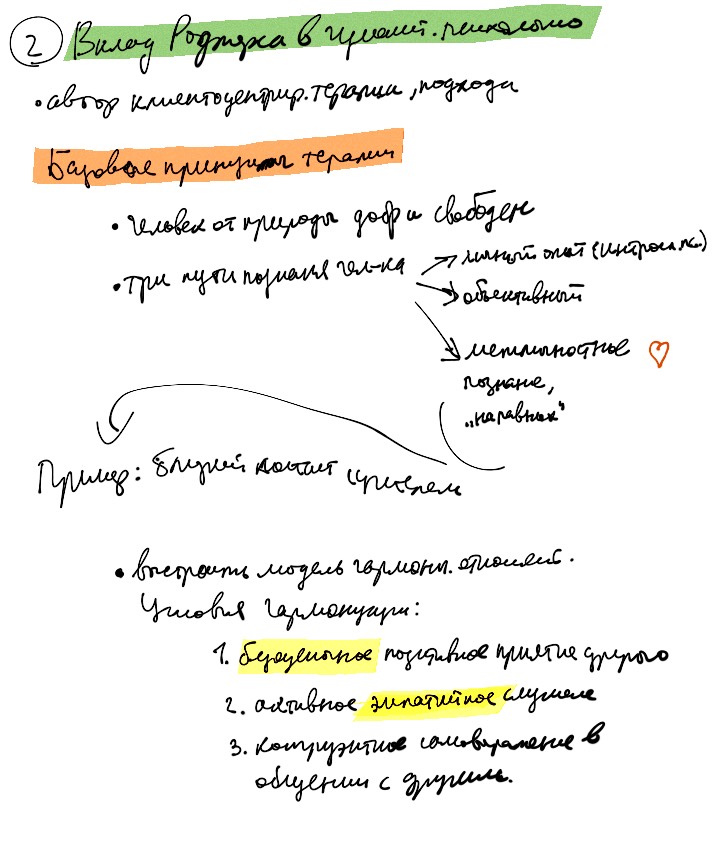 2 Вклад Роджерса в гуманит. психологию
• автор клиентоцентрир. терапии, подхода
Базовые принципы терапии
• человек от природы добр и свободен
• три пути познания чел-ка
личный опыт (интроспек.)
объективный
межличностное
познание,
„наравных"
Пример: близкий контакт с учителем
• выстроить модель гармонич. отношений.
Условия гармонизации:
1. безоценочное позитивное принятие другого
2. активное эмпатийное слушание
3. конгруэнтное самовыражение в
общении с другими.